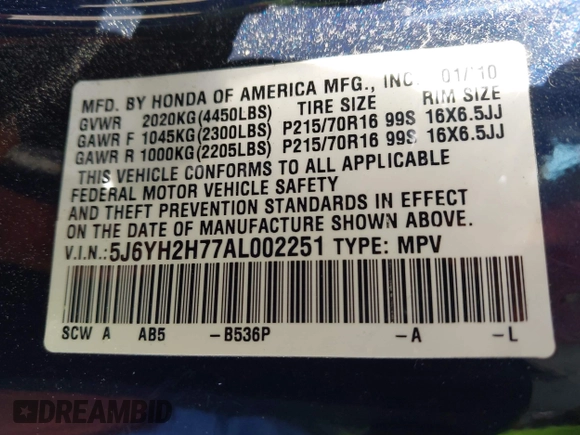 MFD. BY HONDA OF AMERICA MFG., INC. 01/'10
GVWR 2020KG(4450LBS) TIRE SIZE RIM SIZE
GAWR F 1045KG(2300LBS) P215/70R16 99S 16X6.5JJ
GAWR R 1000KG(2205LBS) P215/70R16 99S 16X6.5JJ
THIS VEHICLE CONFORMS TO ALL APPLICABLE
FEDERAL MOTOR VEHICLE SAFETY
AND THEFT PREVENTION STANDARDS IN EFFECT
ON THE DATE OF MANUFACTURE SHOWN ABOVE.
V.I.N.:5J6YH2H77AL002251 TYPE: MPV
SCW A AB5 -B536P -A -L
DREAMBID